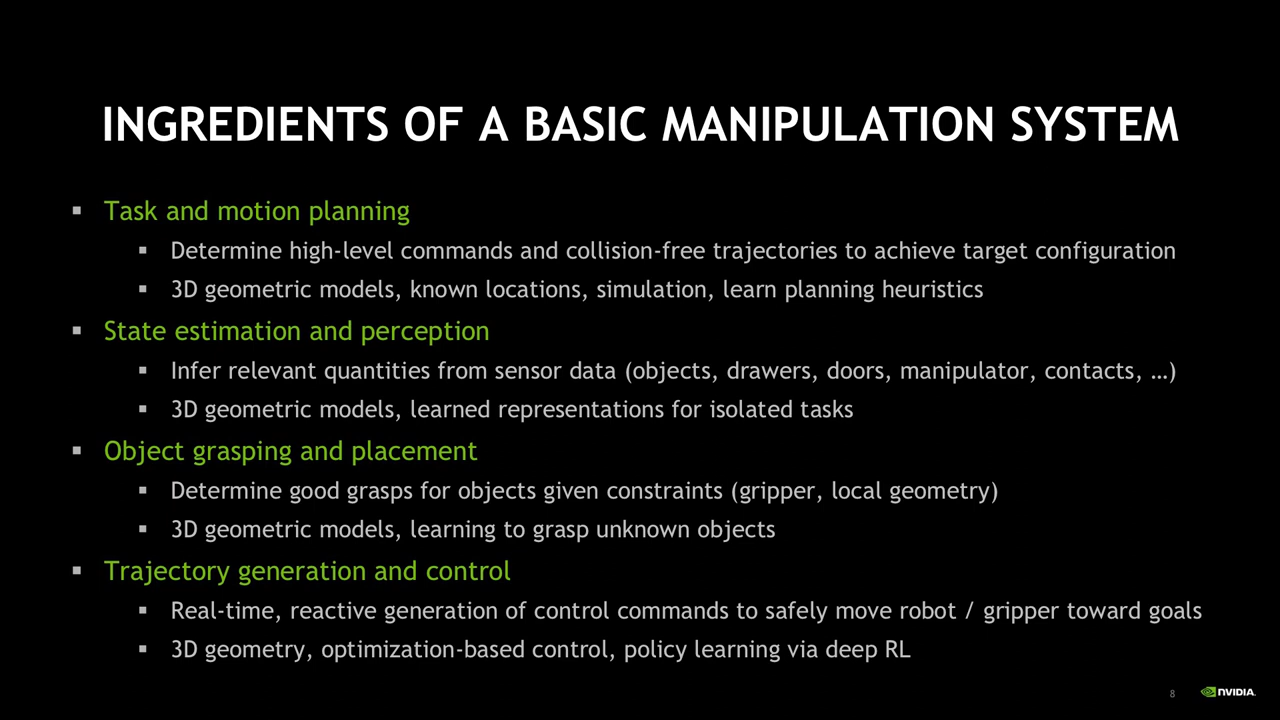 INGREDIENTS OF A BASIC MANIPULATION SYSTEM
▪ Task and motion planning
▪ Determine high-level commands and collision-free trajectories to achieve target configuration
▪ 3D geometric models, known locations, simulation, learn planning heuristics
▪ State estimation and perception
▪ Infer relevant quantities from sensor data (objects, drawers, doors, manipulator, contacts, …)
▪ 3D geometric models, learned representations for isolated tasks
▪ Object grasping and placement
▪ Determine good grasps for objects given constraints (gripper, local geometry)
▪ 3D geometric models, learning to grasp unknown objects
▪ Trajectory generation and control
▪ Real-time, reactive generation of control commands to safely move robot / gripper toward goals
▪ 3D geometry, optimization-based control, policy learning via deep RL
8 NVIDIA.